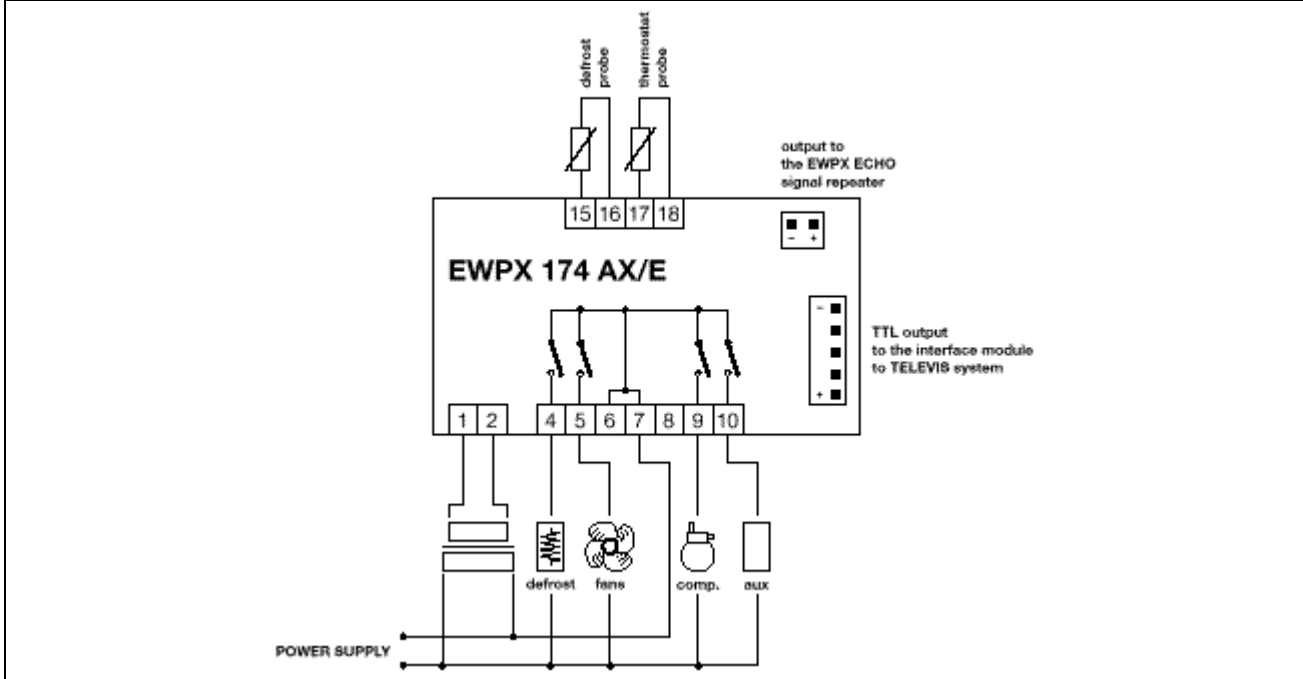 defrost
probe
thermostat
probe
output to
the EWPX ECHO
signal repeater
15 16 17 18
- +
EWPX 174 AX/E
-
TTL output
to the interface module
to TELEVIS system
+
1 2 4 5 6 7 8 9 10
defrost fans comp. aux
POWER SUPPLY